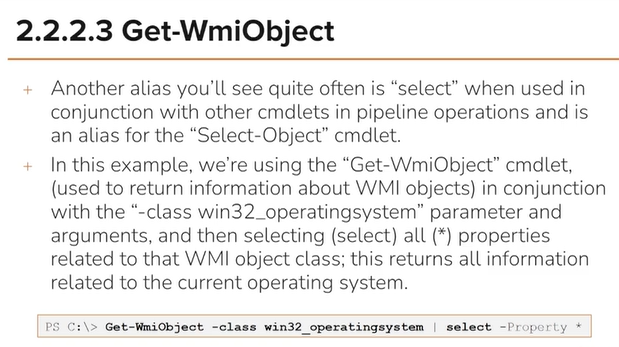 2.2.2.3 Get-WmiObject
+ Another alias you’ll see quite often is “select” when used in
conjunction with other cmdlets in pipeline operations and is
an alias for the “Select-Object” cmdlet.
+ In this example, we’re using the “Get-WmiObject” cmdlet,
(used to return information about WMI objects) in conjunction
with the “-class win32_operatingsystem” parameter and
arguments, and then selecting (select) all (*) properties
related to that WMI object class; this returns all information
related to the current operating system.
PS C:\> Get-WmiObject -class win32_operatingsystem | select -Property *